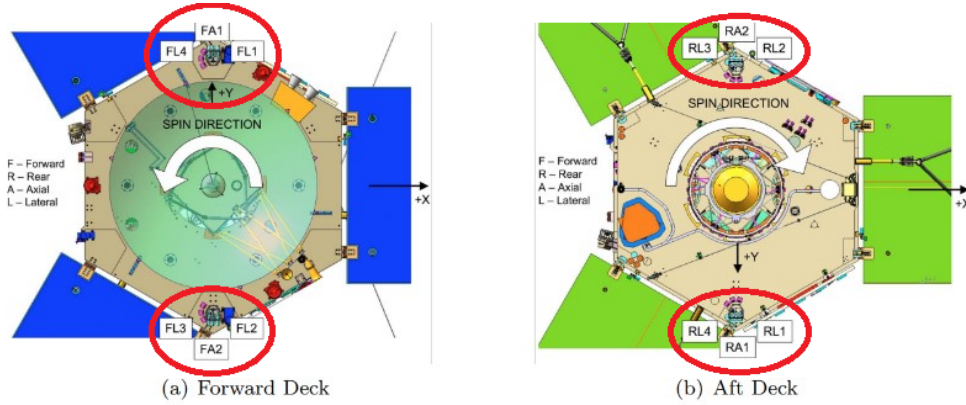 FA1
FL4
FL1
+Y
SPIN DIRECTION
F – Forward
R – Rear
A – Axial
L – Lateral
+X
FL3
FL2
FA2
(a) Forward Deck
RA2
RL3
RL2
SPIN DIRECTION
F – Forward
R – Rear
A – Axial
L – Lateral
+X
+Y
RL4
RL1
RA1
(b) Aft Deck